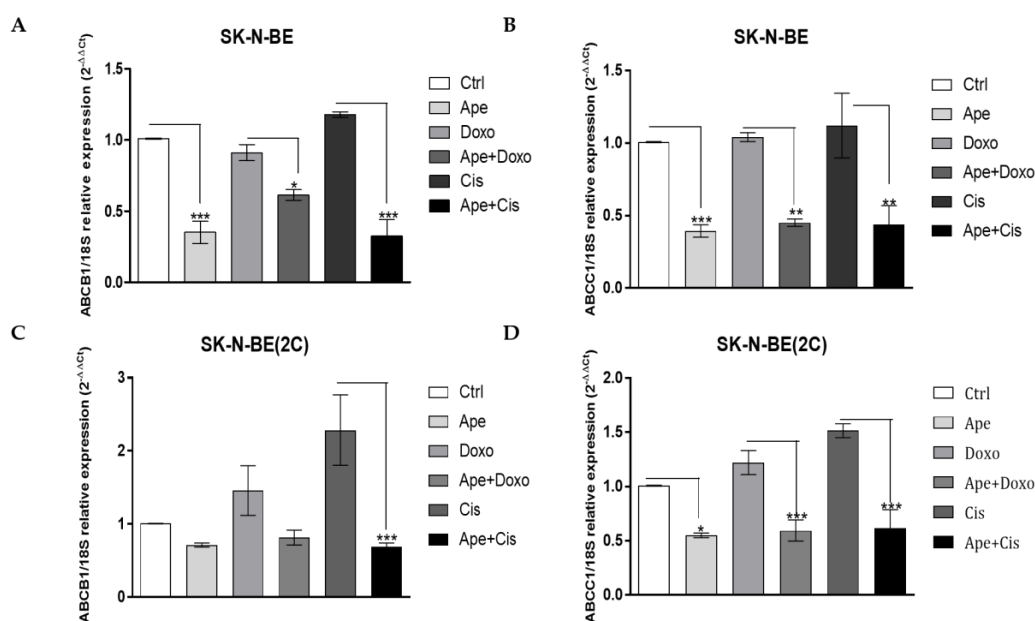 A
SK-N-BE
ABCB1/18S relative expression (2^-ΔΔCt)
1.5
1.0
0.5
0.0
***
*
***
Ctrl
Ape
Doxo
Ape+Doxo
Cis
Ape+Cis
B
SK-N-BE
ABCC1/18S relative expression (2^-ΔΔCt)
1.5
1.0
0.5
0.0
***
**
**
Ctrl
Ape
Doxo
Ape+Doxo
Cis
Ape+Cis
C
SK-N-BE(2C)
ABCB1/18S relative expression (2^-ΔΔCt)
3
2
1
0
***
Ctrl
Ape
Doxo
Ape+Doxo
Cis
Ape+Cis
D
SK-N-BE(2C)
ABCC1/18S relative expression (2^-ΔΔCt)
2.0
1.5
1.0
0.5
0.0
*
***
***
Ctrl
Ape
Doxo
Ape+Doxo
Cis
Ape+Cis